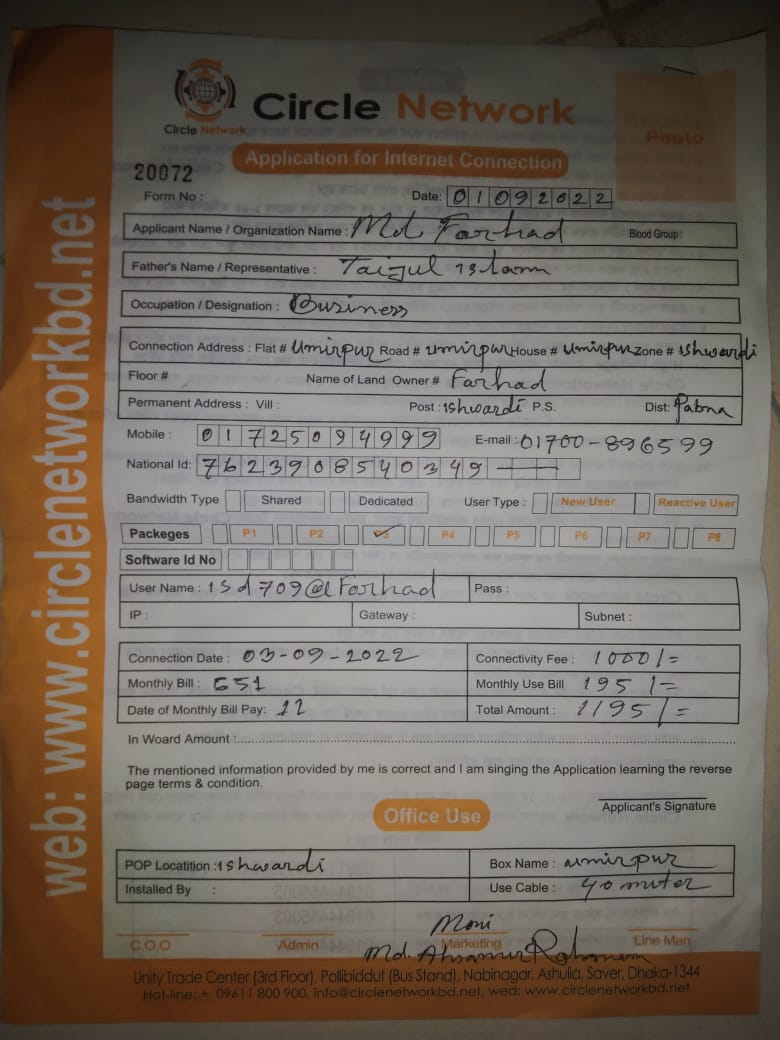 Circle Network
Circle Network
Photo
Application for Internet Connection
20072
Form No :
Date: 01092022
Applicant Name / Organization Name : Md. Farhad Blood Group :
Father's Name / Representative : Taizul islam
Occupation / Designation : Business
Connection Address : Flat # Umirpur Road # umirpur House # Umirpur Zone # ishwardi
Floor # Name of Land Owner # Farhad
Permanent Address : Vill : Post : ishwardi P.S. Dist: Pabna
Mobile : 01725094999 E-mail : 01700-896599
National Id: 7623908540349
Bandwidth Type Shared Dedicated User Type : New User Reactive User
Packeges P1 P2 P3 P4 P5 P6 P7 P8
Software Id No
User Name : isd709@Farhad Pass :
IP : Gateway : Subnet :
Connection Date : 03-09-2022 Connectivity Fee : 1000/=
Monthly Bill : 651 Monthly Use Bill 195/=
Date of Monthly Bill Pay: 12 Total Amount : 1195/=
In Woard Amount :
The mentioned information provided by me is correct and I am singing the Application learning the reverse
page terms & condition.
Applicant's Signature
Office Use
POP Locatition : ishwardi Box Name : umirpur
Installed By : Use Cable : 40 muter
Moni
C.O.O Admin Marketing Line Man
Md. Ahsanur Rahman
Unity Trade Center (3rd Floor), Pollibiddut (Bus Stand), Nabinagar, Ashulia, Saver, Dhaka-1344
Hot-line: + 09611 800 900, info@circlenetworkbd.net, wed: www.circlenetworkbd.net
web: www.circlenetworkbd.net